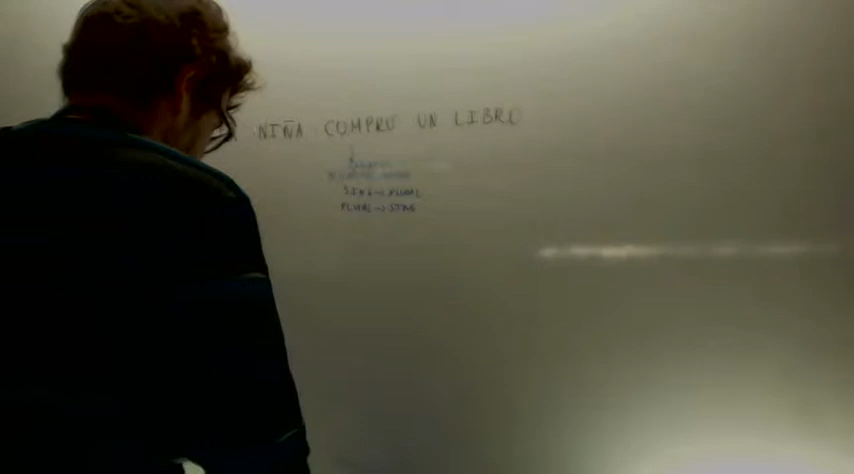 NIÑA COMPRO UN LIBRO
SING → PLURAL
PLURAL → SING